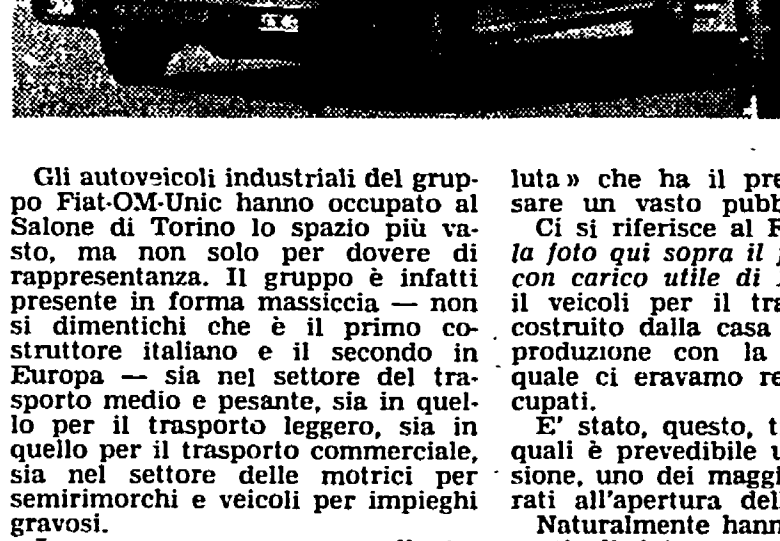 Gli autoveicoli industriali del grup-
po Fiat-OM-Unic hanno occupato al
Salone di Torino lo spazio più va-
sto, ma non solo per dovere di
rappresentanza. Il gruppo è infatti
presente in forma massiccia — non
si dimentichi che è il primo co-
struttore italiano e il secondo in
Europa — sia nel settore del tra-
sporto medio e pesante, sia in quel-
lo per il trasporto leggero, sia in
quello per il trasporto commerciale,
sia nel settore delle motrici per
semirimorchi e veicoli per impieghi
gravosi.
luta» che ha il pre
sare un vasto pubb
Ci si riferisce al F
la foto qui sopra il
con carico utile di
il veicoli per il tra
costruito dalla casa
produzione con la
quale ci eravamo re
cupati.
E' stato, questo, t
quali è prevedibile u
sione, uno dei maggi
rati all'apertura del
Naturalmente hann